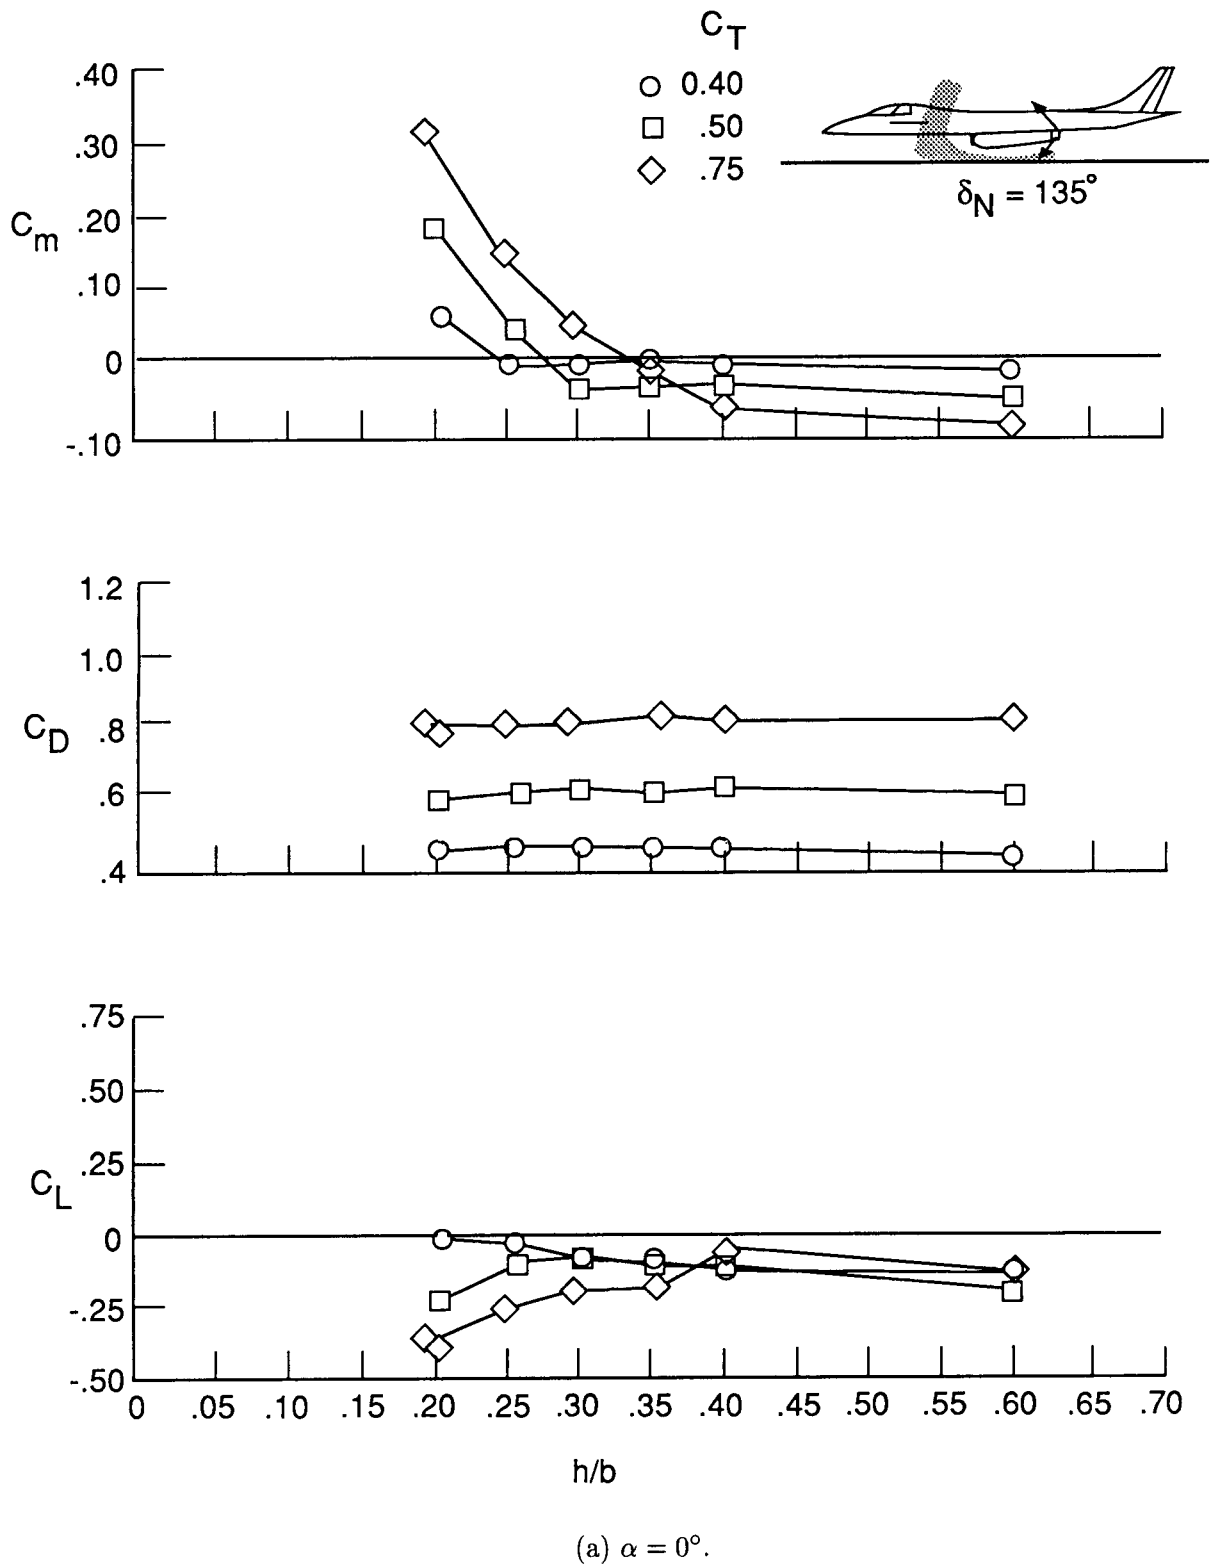 C_T
0.40
.50
.75
δ_N = 135°
C_m
.40
.30
.20
.10
0
-.10
C_D
1.2
1.0
.8
.6
.4
C_L
.75
.50
.25
0
-.25
-.50
0 .05 .10 .15 .20 .25 .30 .35 .40 .45 .50 .55 .60 .65 .70
h/b
(a) α = 0°.